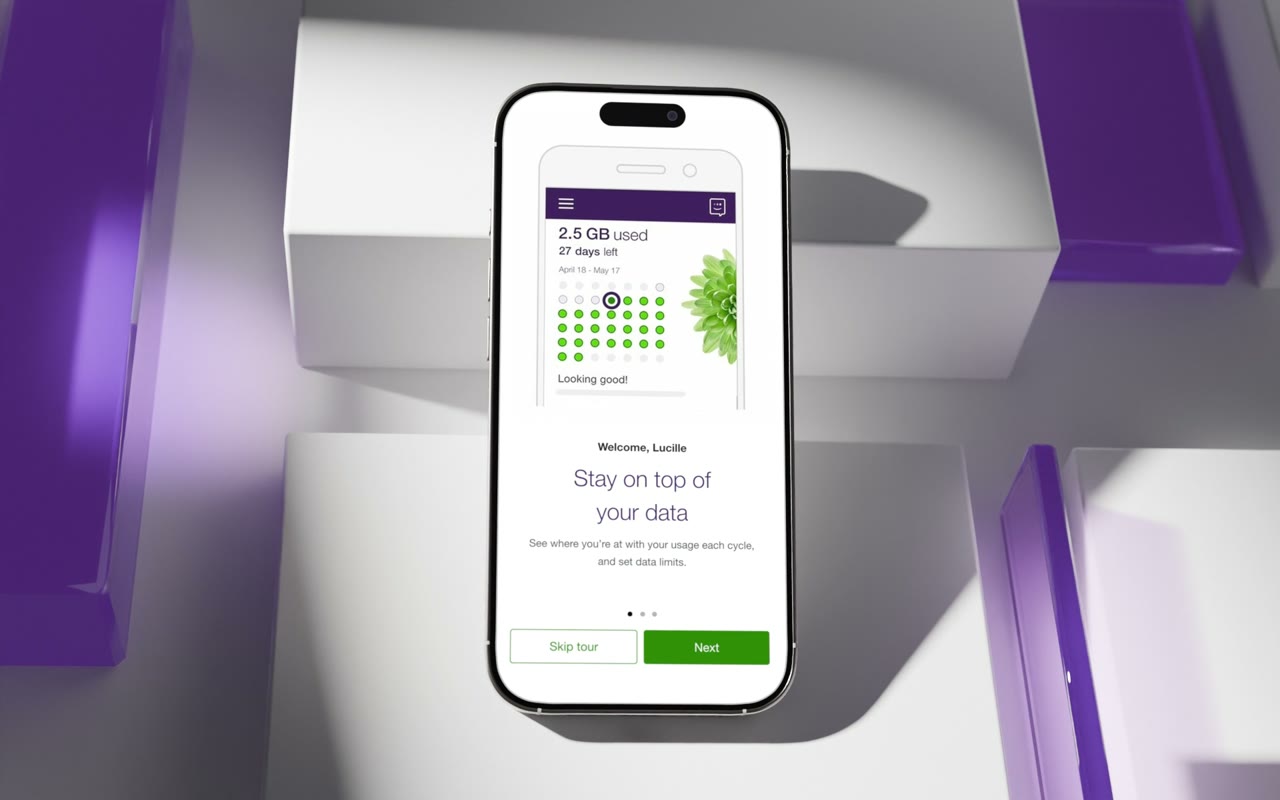 2.5 GB used
27 days left
April 18 - May 17
Looking good!
Welcome, Lucille
Stay on top of
your data
See where you're at with your usage each cycle,
and set data limits.
Skip tour
Next